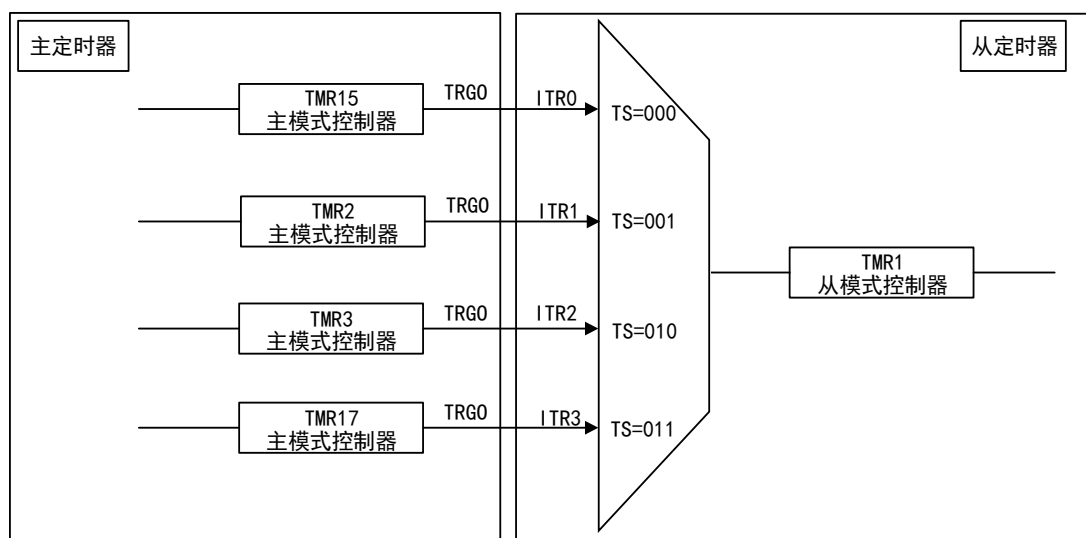 主定时器
从定时器
TMR15
主模式控制器
TRGO
ITR0
TS=000
TMR2
主模式控制器
TRGO
ITR1
TS=001
TMR1
从模式控制器
TMR3
主模式控制器
TRGO
ITR2
TS=010
TMR17
主模式控制器
TRGO
ITR3
TS=011